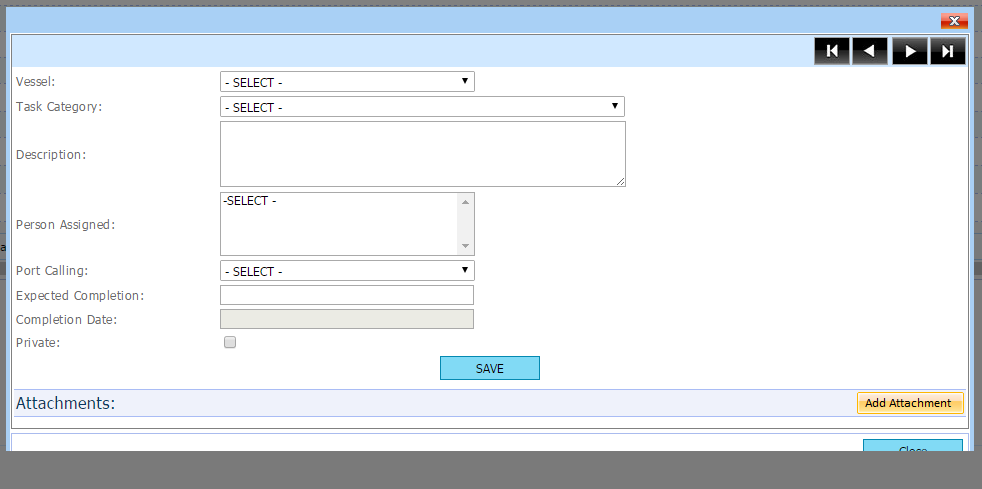 Vessel:
- SELECT -
Task Category:
- SELECT -
Description:
-SELECT -
Person Assigned:
Port Calling:
- SELECT -
Expected Completion:
Completion Date:
Private:
SAVE
Attachments:
Add Attachment
Close